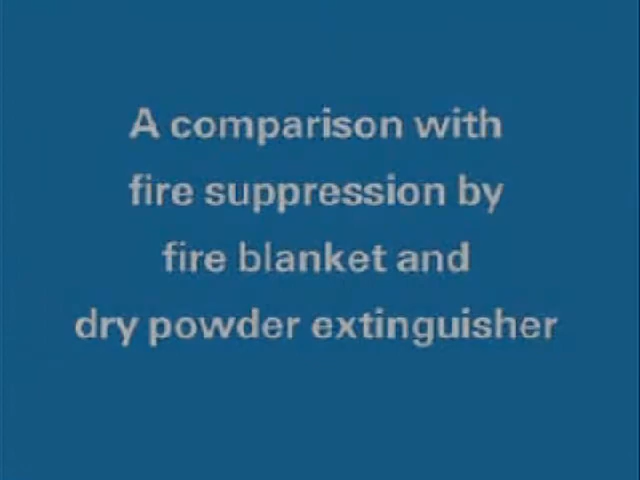 A comparison with
fire suppression by
fire blanket and
dry powder extinguisher